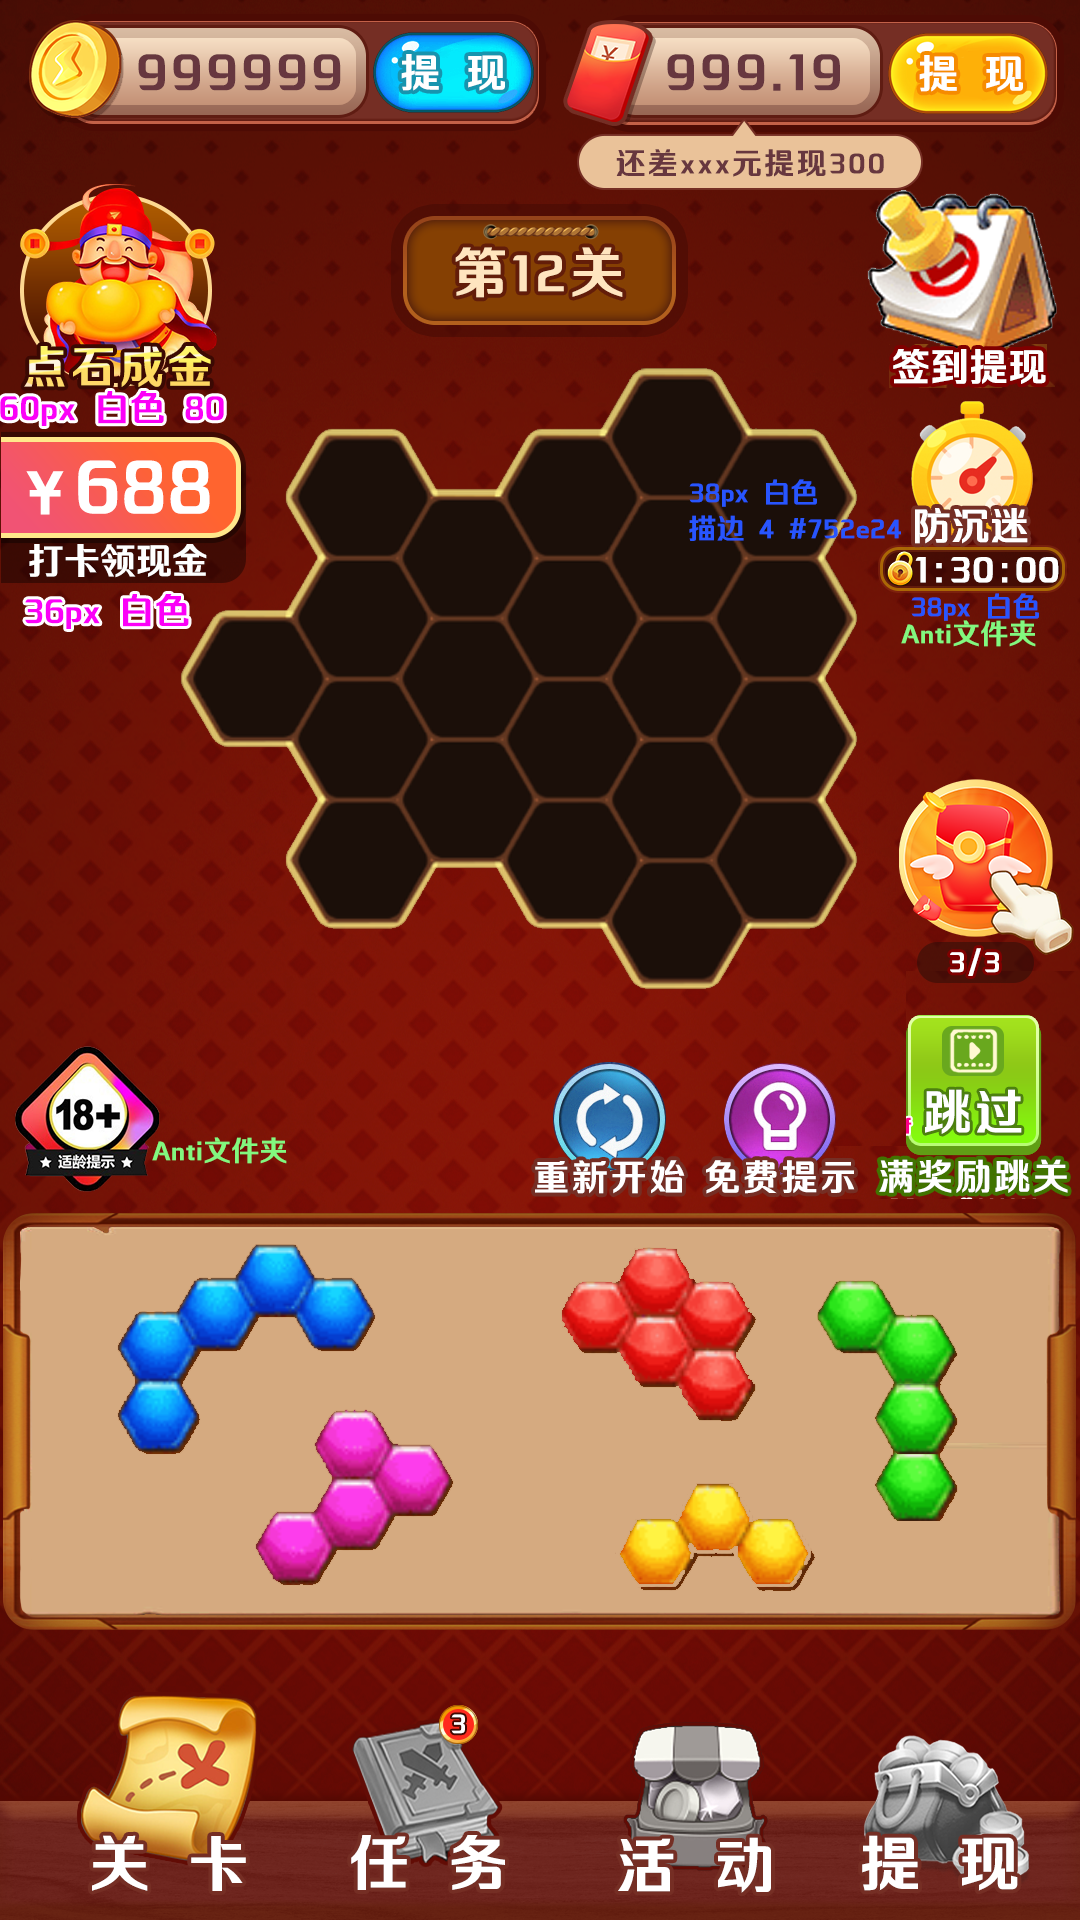 999999
提 现
999.19
提 现
还差xxx元提现300
第12关
点石成金
签到提现
60px 白色 80
¥688
打卡领现金
36px 白色
38px 白色
描边 4 #752e24
防沉迷
1:30:00
38px 白色
Anti文件夹
3/3
18+
适龄提示
Anti文件夹
重新开始
免费提示
跳过
满奖励跳关
3
关 卡
任 务
活 动
提 现